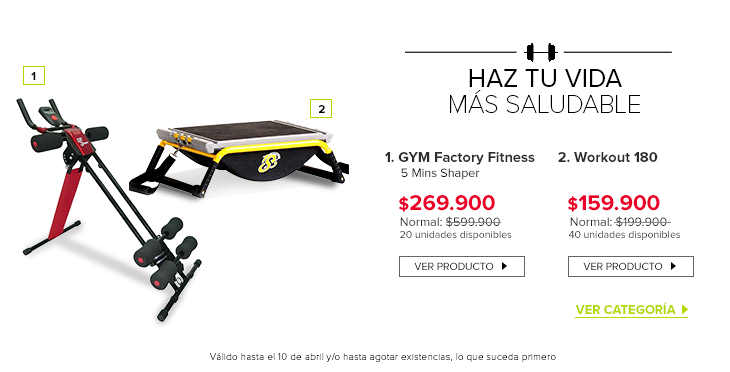 1
2
HAZ TU VIDA
MÁS SALUDABLE
1. GYM Factory Fitness
5 Mins Shaper
$269.900
Normal: $599.900
20 unidades disponibles
VER PRODUCTO
2. Workout 180
$159.900
Normal: $199.900
40 unidades disponibles
VER PRODUCTO
VER CATEGORÍA
Válido hasta el 10 de abril y/o hasta agotar existencias, lo que suceda primero